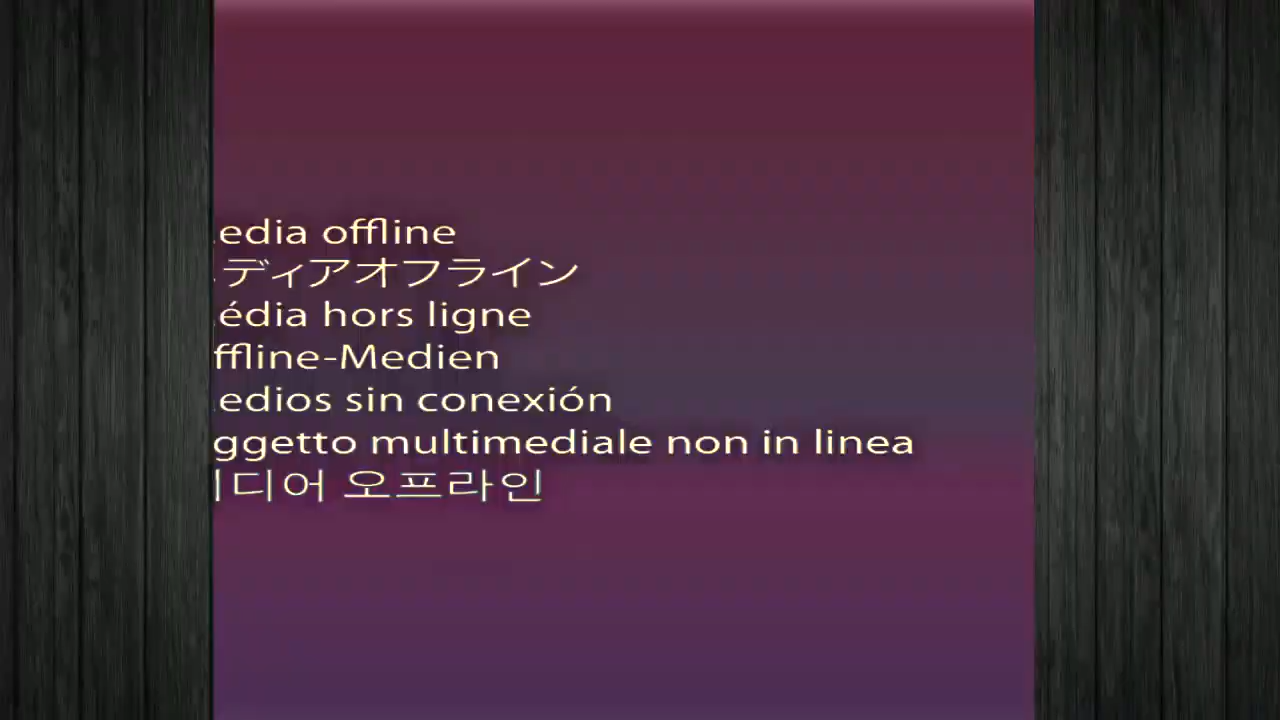 edia offline
ディアオフライン
édia hors ligne
ffline-Medien
edios sin conexión
ggetto multimediale non in linea
디어 오프라인